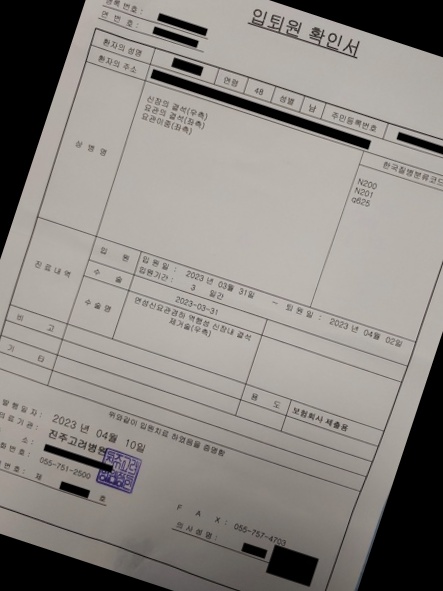 등록번호 :
연 번 호 :
입퇴원 확인서
환자의 성명 연령 48 성별 남 주민등록번호
환자의 주소
상 병 명
한국질병분류코드
신장의 결석(우측)
요관의 결석(좌측)
요관이중(좌측)
N200
N201
q625
진료내역
입 원
입 원 일 : 2023 년 03월 31일 ~ 퇴 원 일 : 2023 년 04월 02일
입원기간 : 3 일간
수 술
2023-03-31
수 술 명
연성신요관경하 역행성 신장내 결석
제거술(우측)
비 고
기 타
용 도
보험회사 제출용
위와같이 입원치료 하였음을 증명함
발 행 일 자 : 2023 년 04월 10일
의 료 기 관 : 진주고려병원
소 :
화 번 호 : 055-751-2500
F A X : 055-757-4703
번 호 : 제 호
의 사 성 명 :